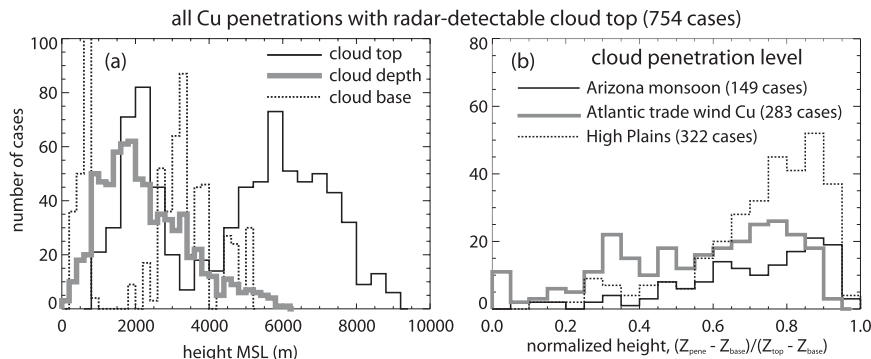 all Cu penetrations with radar-detectable cloud top (754 cases)
(a)
cloud top
cloud depth
cloud base
number of cases
100
80
60
40
20
0
0 2000 4000 6000 8000 10000
height MSL (m)
(b)
cloud penetration level
Arizona monsoon (149 cases)
Atlantic trade wind Cu (283 cases)
High Plains (322 cases)
80
60
40
20
0
0.0 0.2 0.4 0.6 0.8 1.0
normalized height, (Zpene - Zbase)/(Ztop - Zbase)